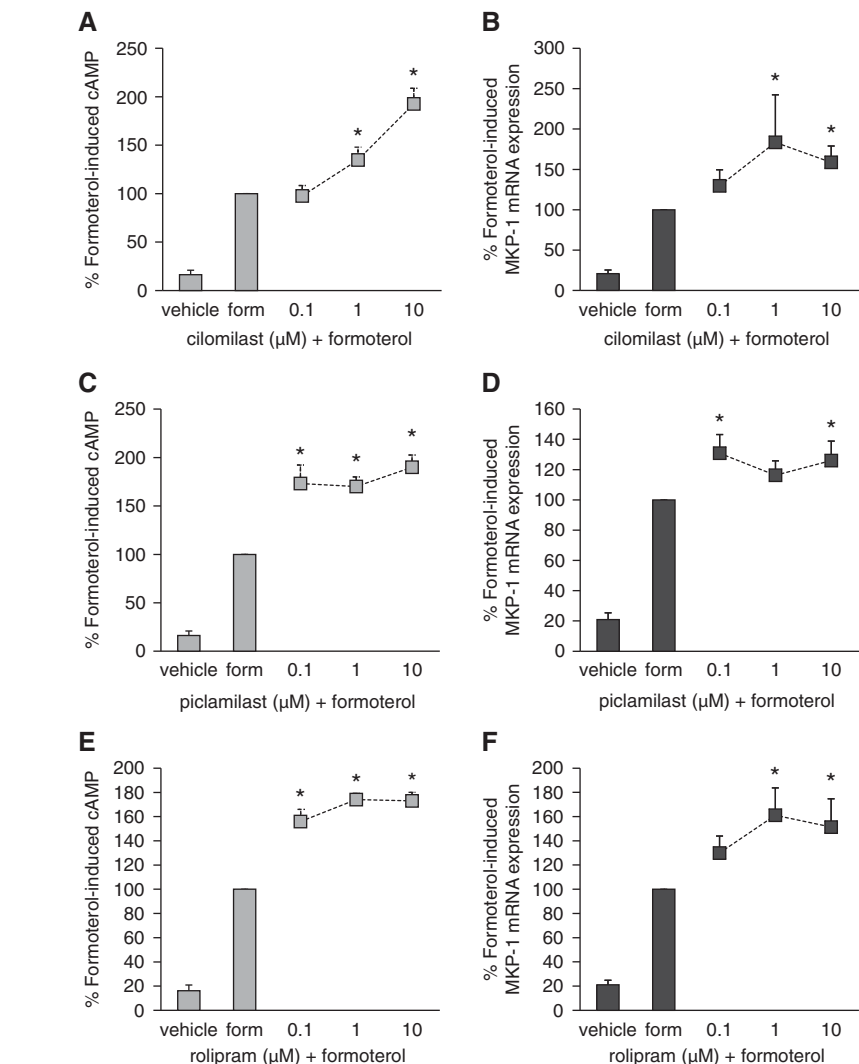 A
% Formoterol-induced cAMP
250
200
150
100
50
0
*
*
vehicle form 0.1 1 10
cilomilast (µM) + formoterol
B
% Formoterol-induced
MKP-1 mRNA expression
300
250
200
150
100
50
0
*
*
vehicle form 0.1 1 10
cilomilast (µM) + formoterol
C
% Formoterol-induced cAMP
250
200
150
100
50
0
*
*
*
vehicle form 0.1 1 10
piclamilast (µM) + formoterol
D
% Formoterol-induced
MKP-1 mRNA expression
160
140
120
100
80
60
40
20
0
*
*
vehicle form 0.1 1 10
piclamilast (µM) + formoterol
E
% Formoterol-induced cAMP
200
180
160
140
120
100
80
60
40
20
0
*
*
*
vehicle form 0.1 1 10
rolipram (µM) + formoterol
F
% Formoterol-induced
MKP-1 mRNA expression
200
180
160
140
120
100
80
60
40
20
0
*
*
vehicle form 0.1 1 10
rolipram (µM) + formoterol